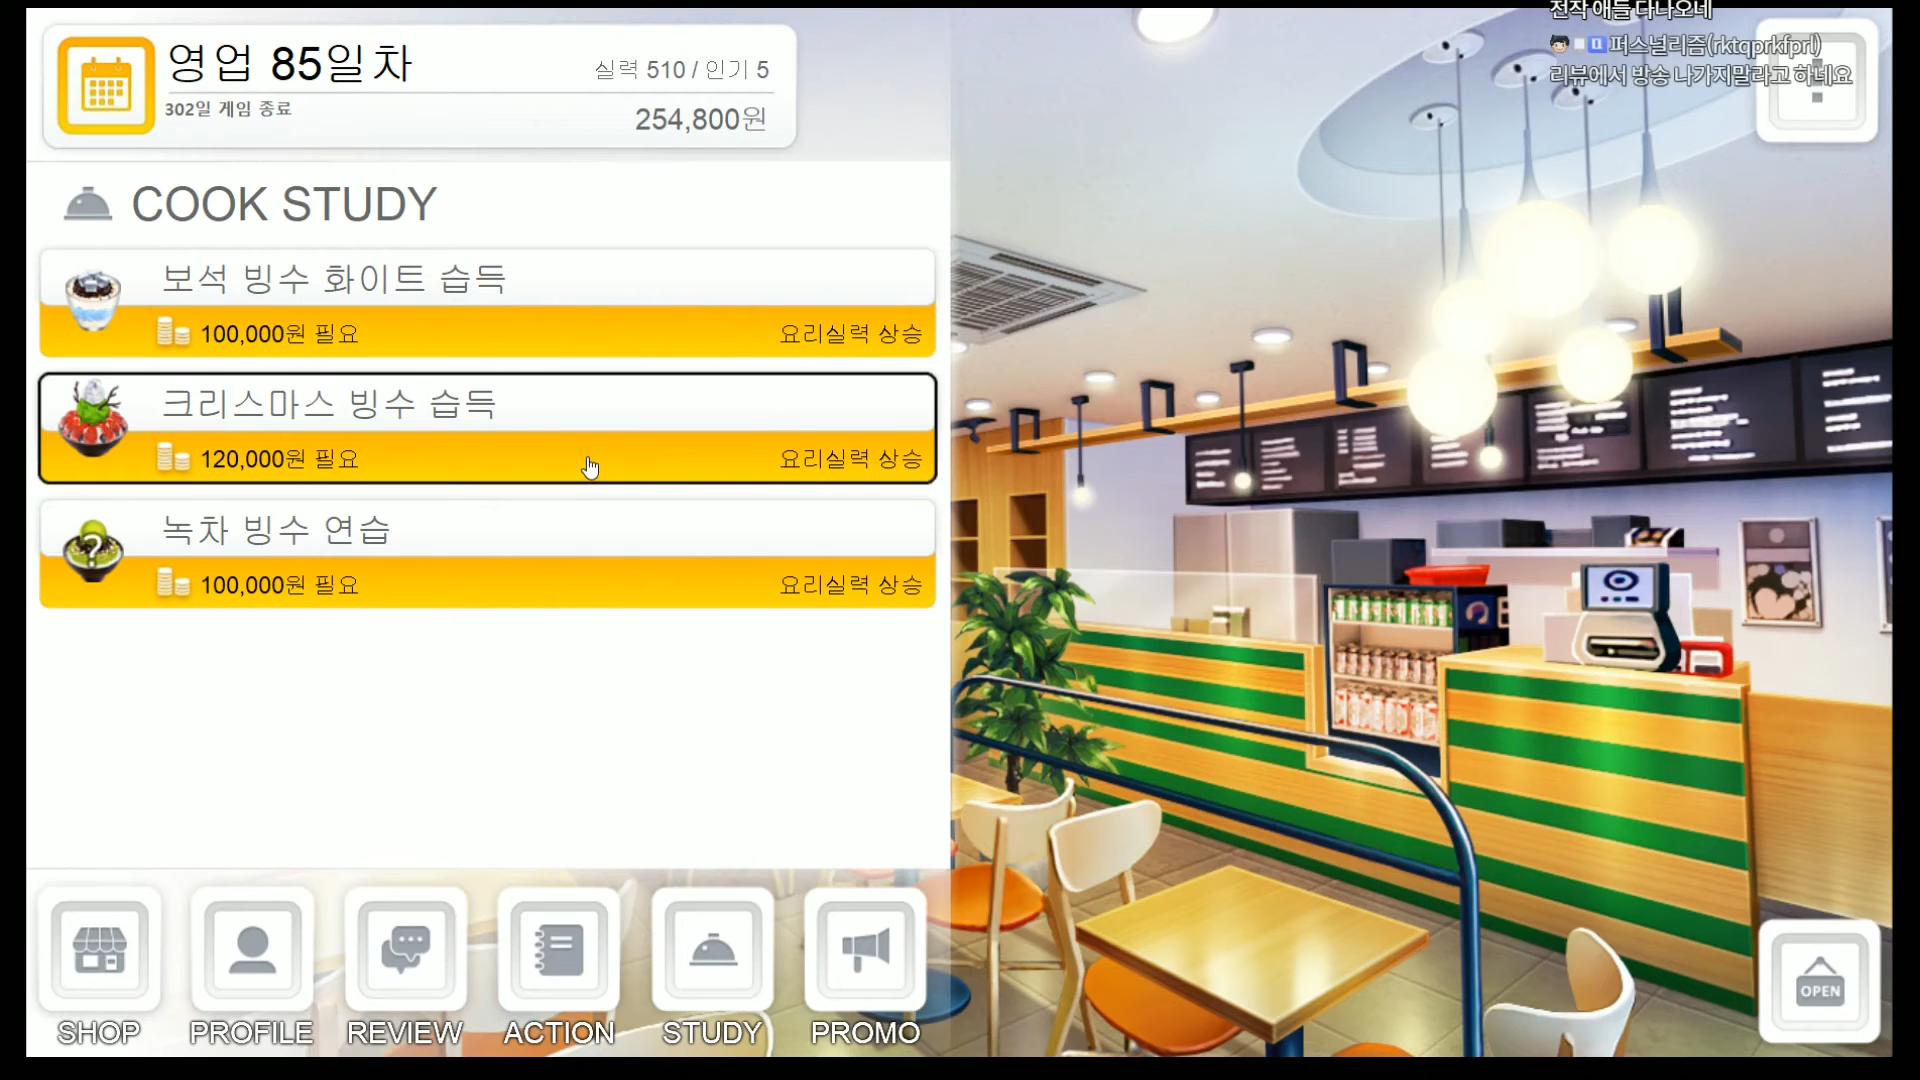 전작 애들 다나오네
퍼스널리즘(rktqprkfprl)
리뷰에서 방송 나가지말라고 하네요
영업 85일차
실력 510 / 인기 5
302일 게임 종료
254,800원
COOK STUDY
보석 빙수 화이트 습득
100,000원 필요
요리실력 상승
크리스마스 빙수 습득
120,000원 필요
요리실력 상승
녹차 빙수 연습
100,000원 필요
요리실력 상승
SHOP
PROFILE
REVIEW
ACTION
STUDY
PROMO
OPEN